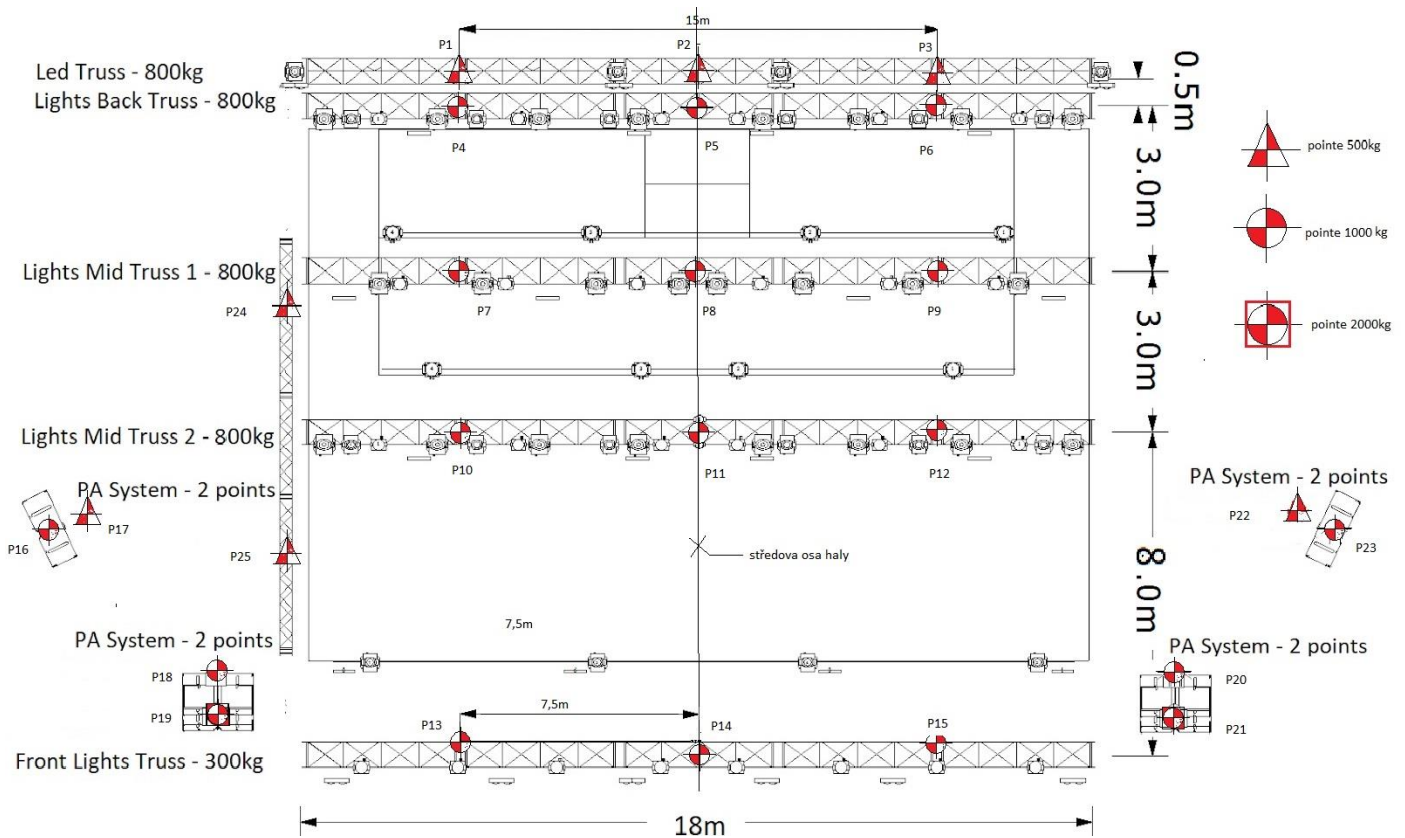 15m
P1
P2
P3
Led Truss - 800kg
0.5m
Lights Back Truss - 800kg
P4
P5
P6
pointe 500kg
3.0m
pointe 1000 kg
Lights Mid Truss 1 - 800kg
P24
P7
P8
P9
3.0m
pointe 2000kg
Lights Mid Truss 2 - 800kg
P10
P11
P12
PA System - 2 points
PA System - 2 points
P16
P17
P22
P23
P25
středova osa haly
8.0m
7,5m
PA System - 2 points
PA System - 2 points
P18
P20
P19
P21
7,5m
P13
P14
P15
Front Lights Truss - 300kg
18m